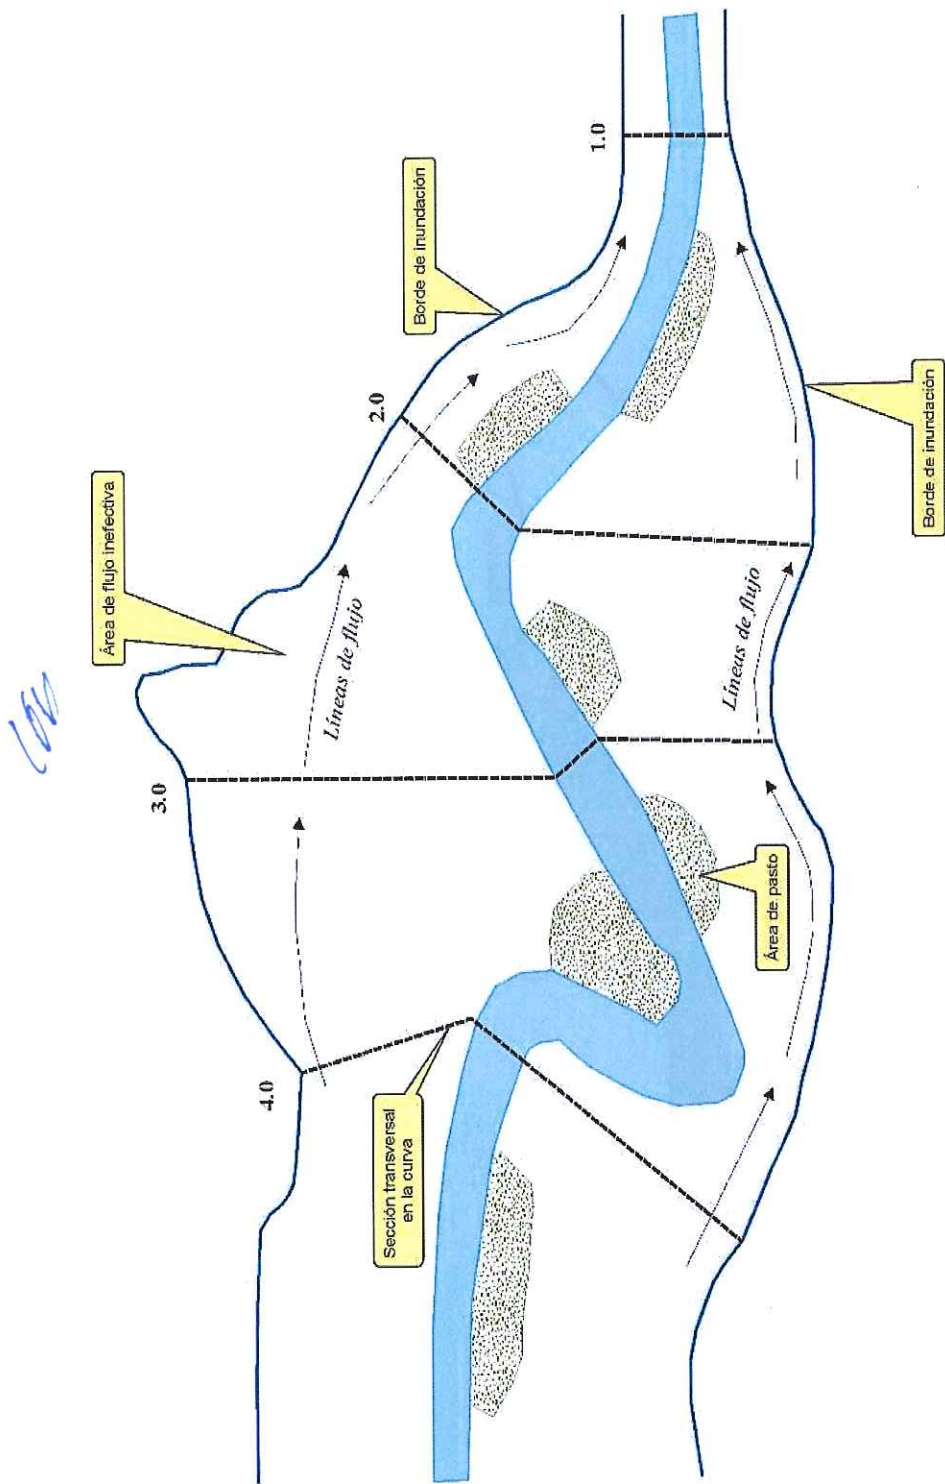 Área de flujo inefectiva
3.0
4.0
Líneas de flujo
2.0
Sección transversal
en la curva
Borde de inundación
1.0
Líneas de flujo
Área de pasto
Borde de inundación